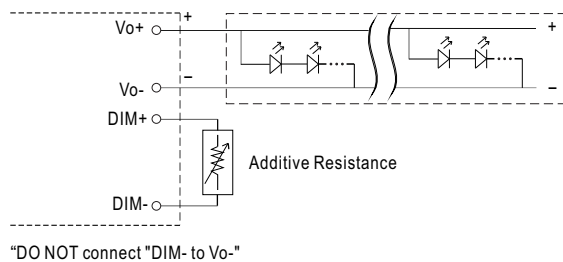 Vo+
+
+
−
Vo-
−
DIM+
Additive Resistance
DIM-
“DO NOT connect "DIM- to Vo-"